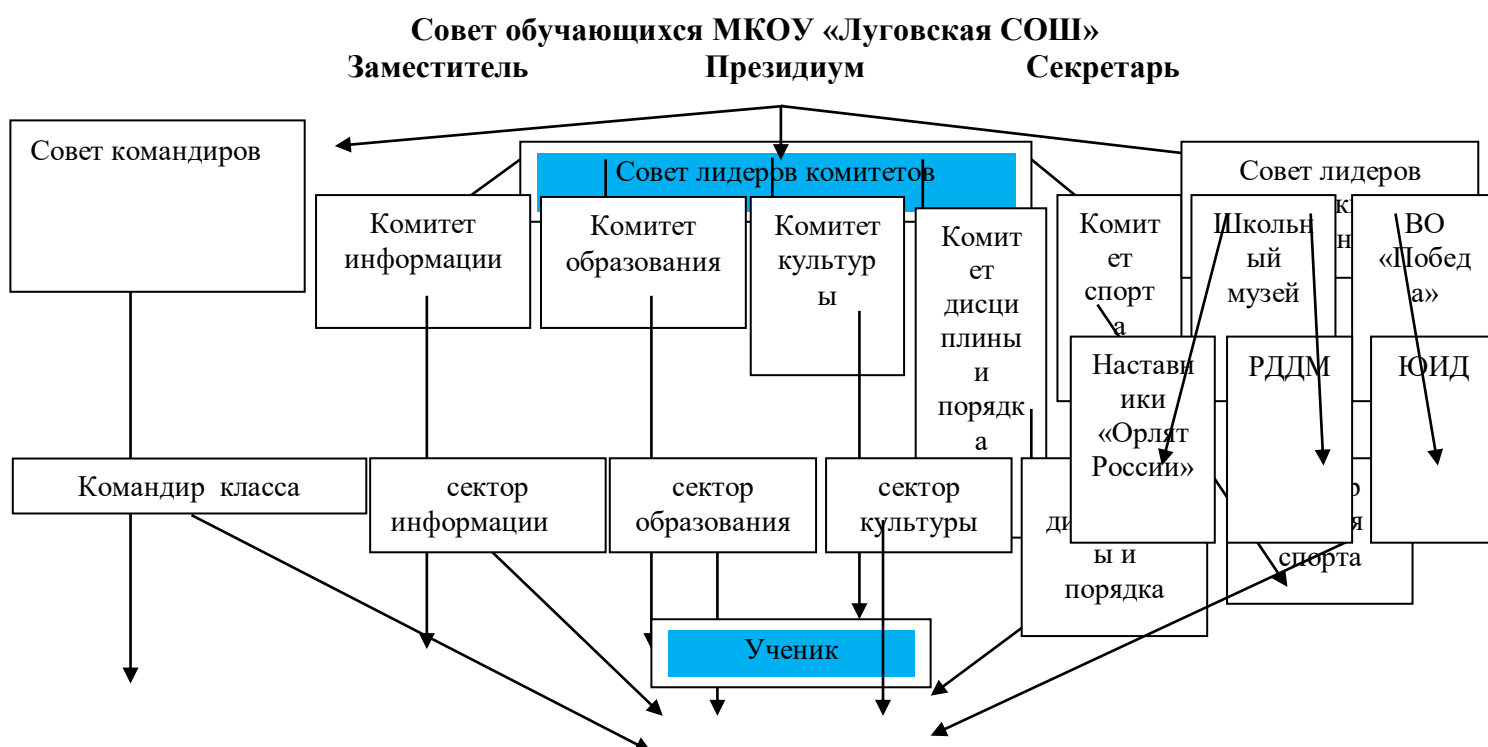 Совет обучающихся МКОУ «Луговская СОШ»
Заместитель Президиум Секретарь
Совет командиров
Совет лидеров комитетов
Совет лидеров
Комитет
информации
Комитет
образования
Комитет
культур
ы
Комит
ет
дисци
плины
и
порядк
а
Комит
ет
спорт
а
Школьн
ый
музей
ВО
«Побед
а»
Наставн
ики
«Орлят
России»
РДДМ
ЮИД
Командир класса
сектор
информации
сектор
образования
сектор
культуры
ы и
порядка
спорта
Ученик